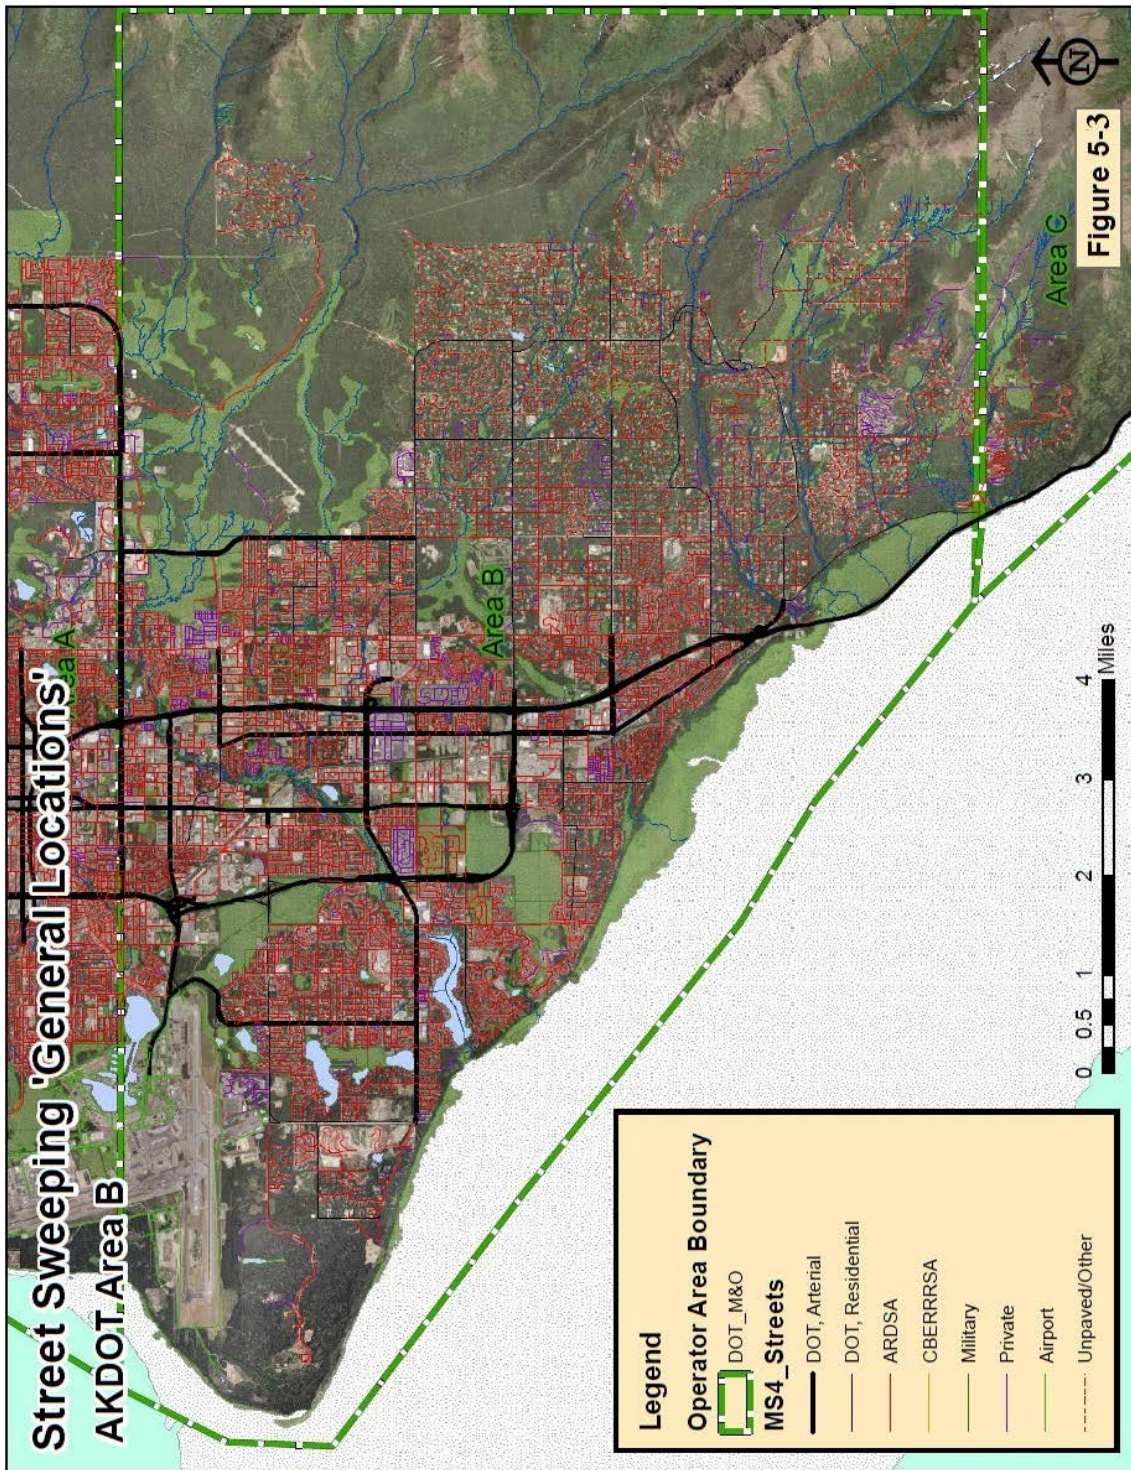 Street Sweeping 'General Locations'
AKDOT Area B
Area A
Area B
Area C
N
Figure 5-3
Legend
Operator Area Boundary
DOT_M&O
MS4_Streets
DOT, Arterial
DOT, Residential
ARDSA
CBERRRSA
Military
Private
Airport
Unpaved/Other
0 0.5 1 2 3 4
Miles